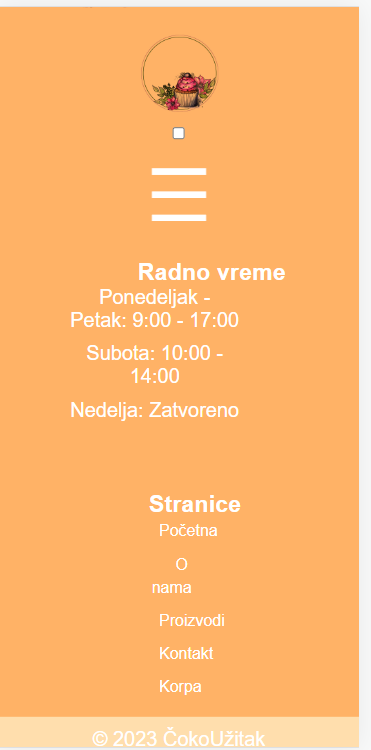 Radno vreme
Ponedeljak -
Petak: 9:00 - 17:00
Subota: 10:00 -
14:00
Nedelja: Zatvoreno
Stranice
Početna
O
nama
Proizvodi
Kontakt
Korpa
© 2023 ČokoUžitak